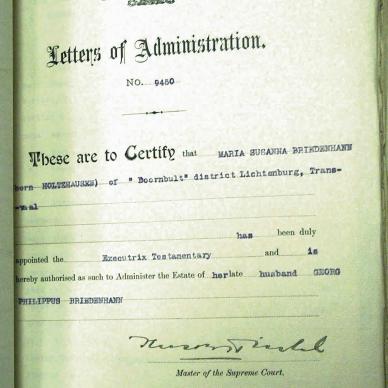 Letters of Administration.
No. 9450
These are to Certify that MARIA SUSANNA BRIEDENHANN
born HOLTZHAUSEN) of "Doornbult" district Lichtenburg, Trans-
-vaal
has been duly
appointed the Executrix Testamentary and is
hereby authorised as such to Administer the Estate of her late husband GEORG
PHILIPPUS BRIEDENHANN
Master of the Supreme Court.